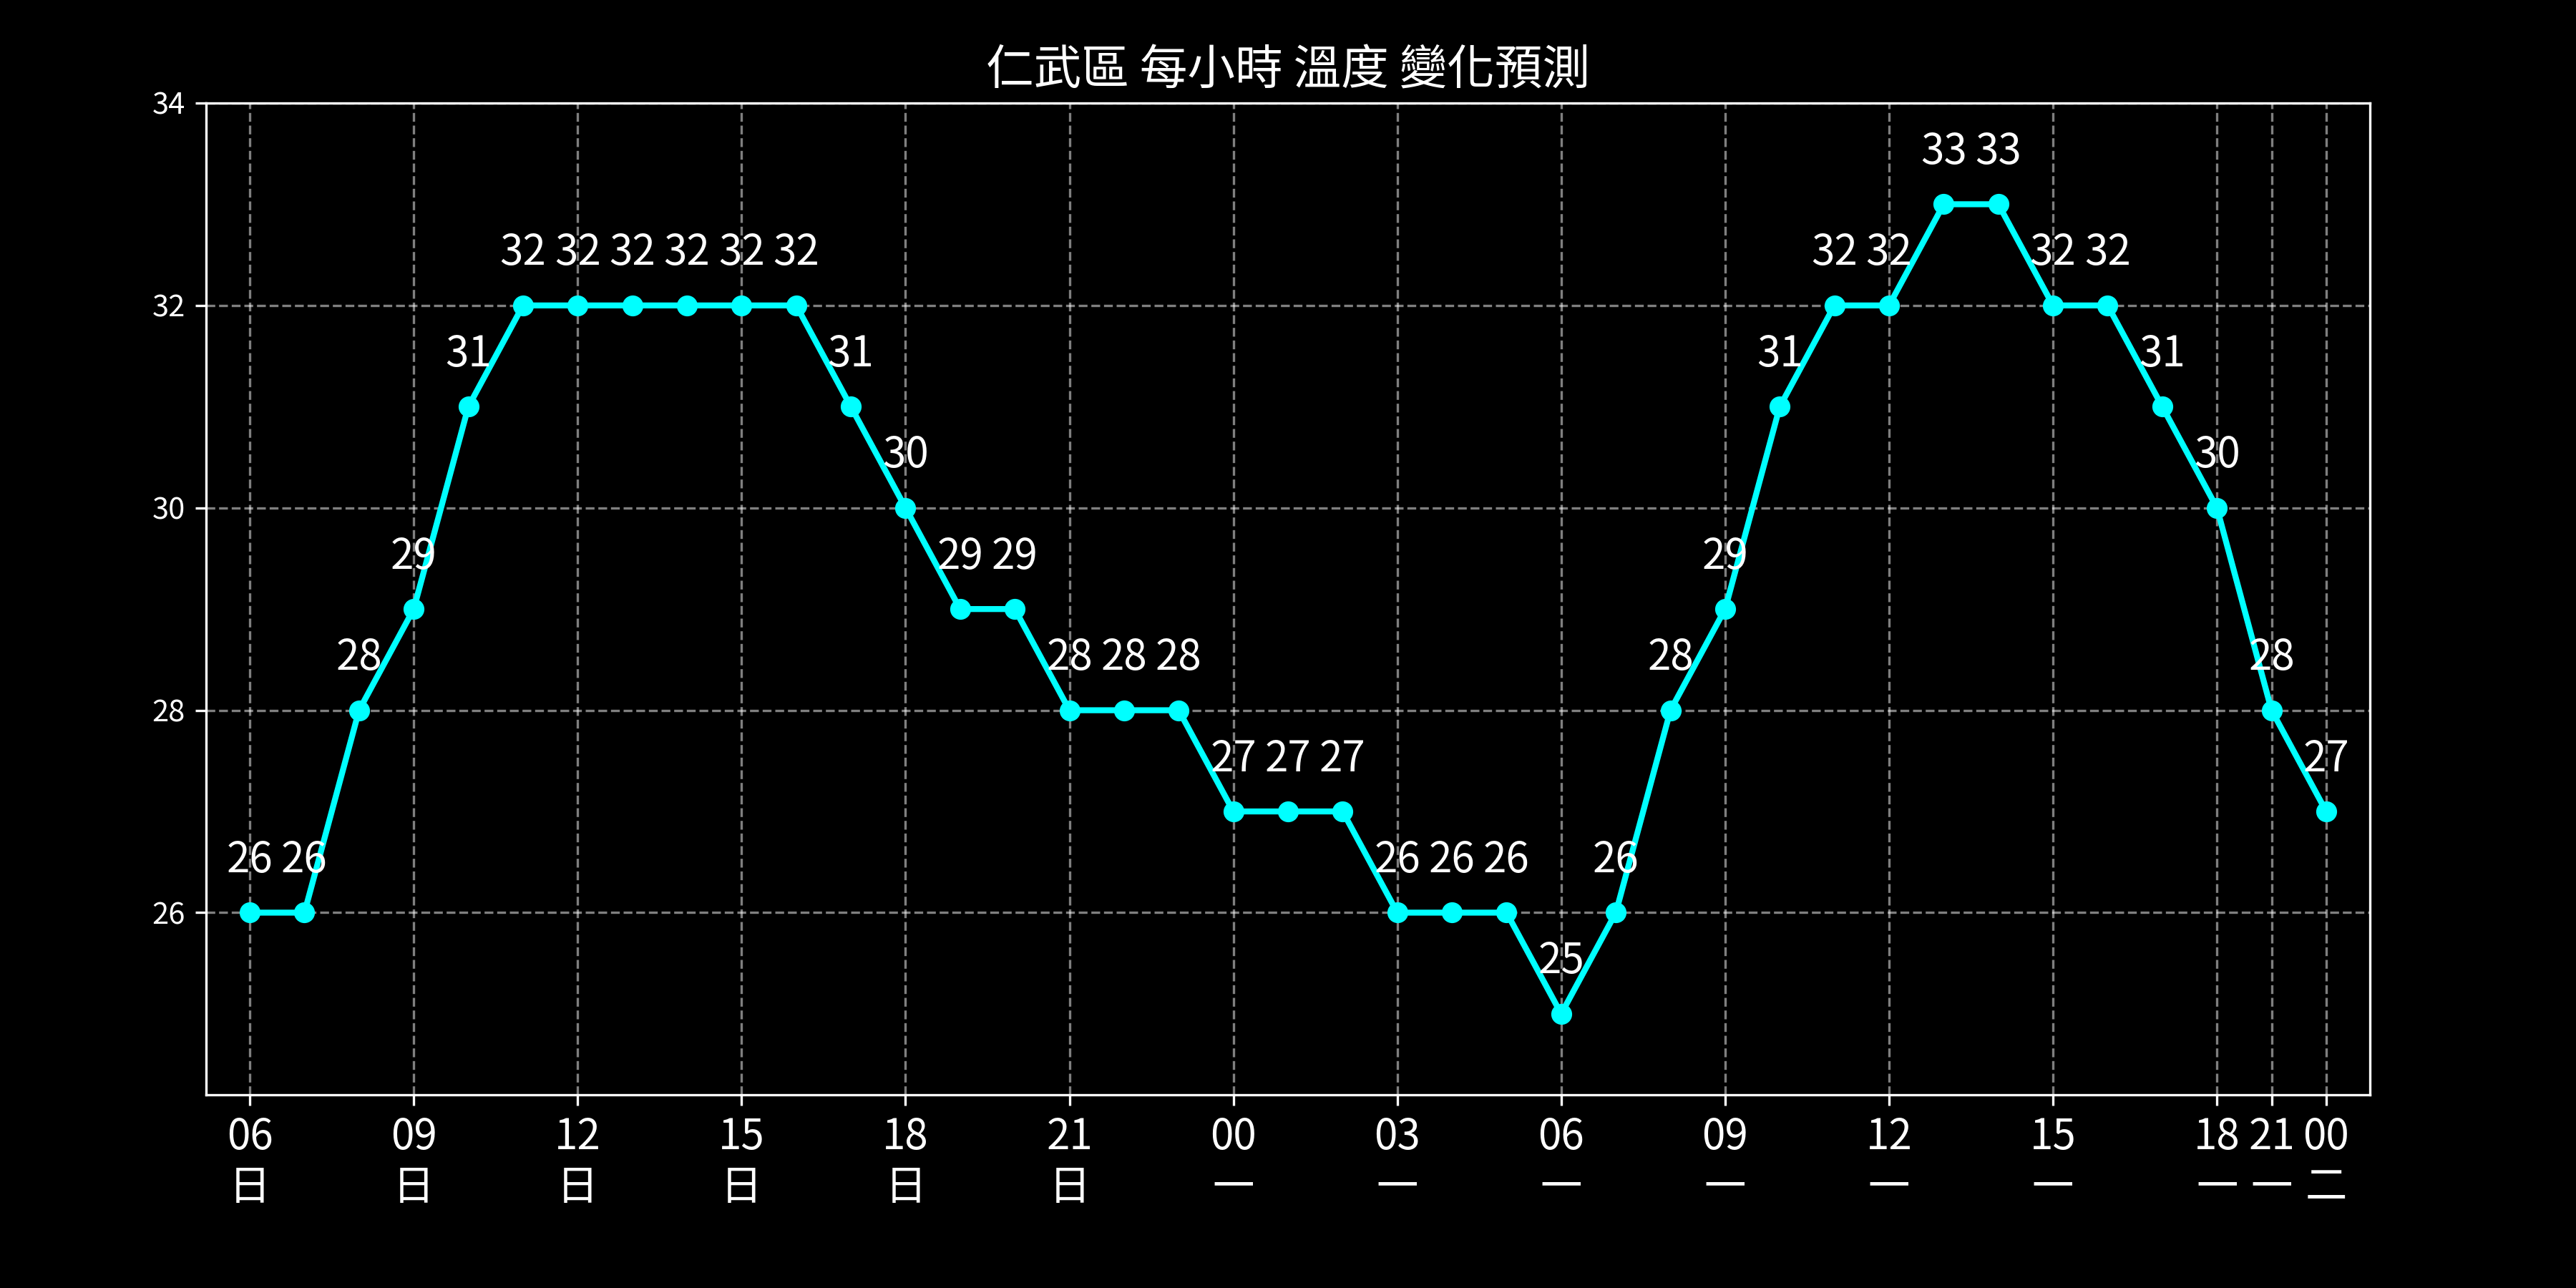 仁武區 每小時 溫度 變化預測
34
33 33
32 32 32 32 32 32 32 32 32 32
32
31 31 31 31
30 30
30
29 29 29 29
28 28 28 28 28 28
28
27 27 27 27
26 26 26 26 26 26
26
25
06 09 12 15 18 21 00 03 06 09 12 15 18 21 00
日 日 日 日 日 日 一 一 一 一 一 一 一 一 二